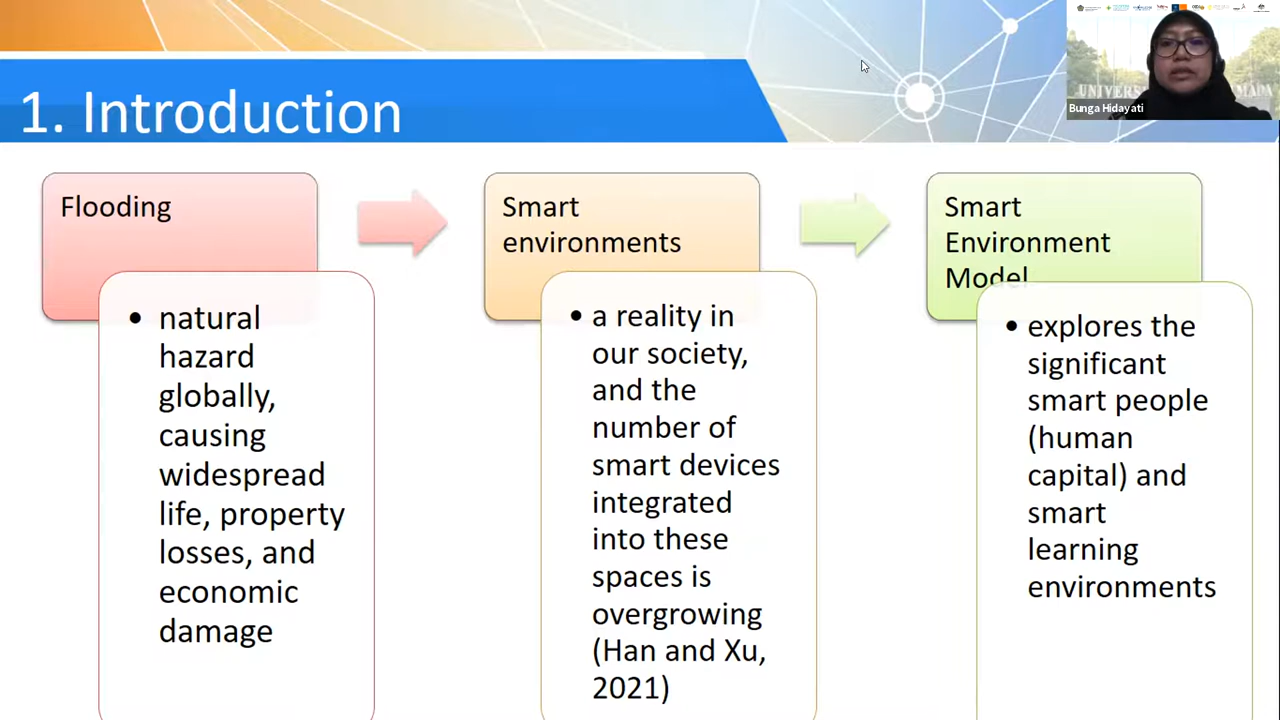 1. Introduction
UNIVERS
MADA
Bunga Hidayati
Flooding
natural
hazard
globally,
causing
widespread
life, property
losses, and
economic
damage
Smart
environments
a reality in
our society,
and the
number of
smart devices
integrated
into these
spaces is
overgrowing
(Han and Xu,
2021)
Smart
Environment
Model
explores the
significant
smart people
(human
capital) and
smart
learning
environments